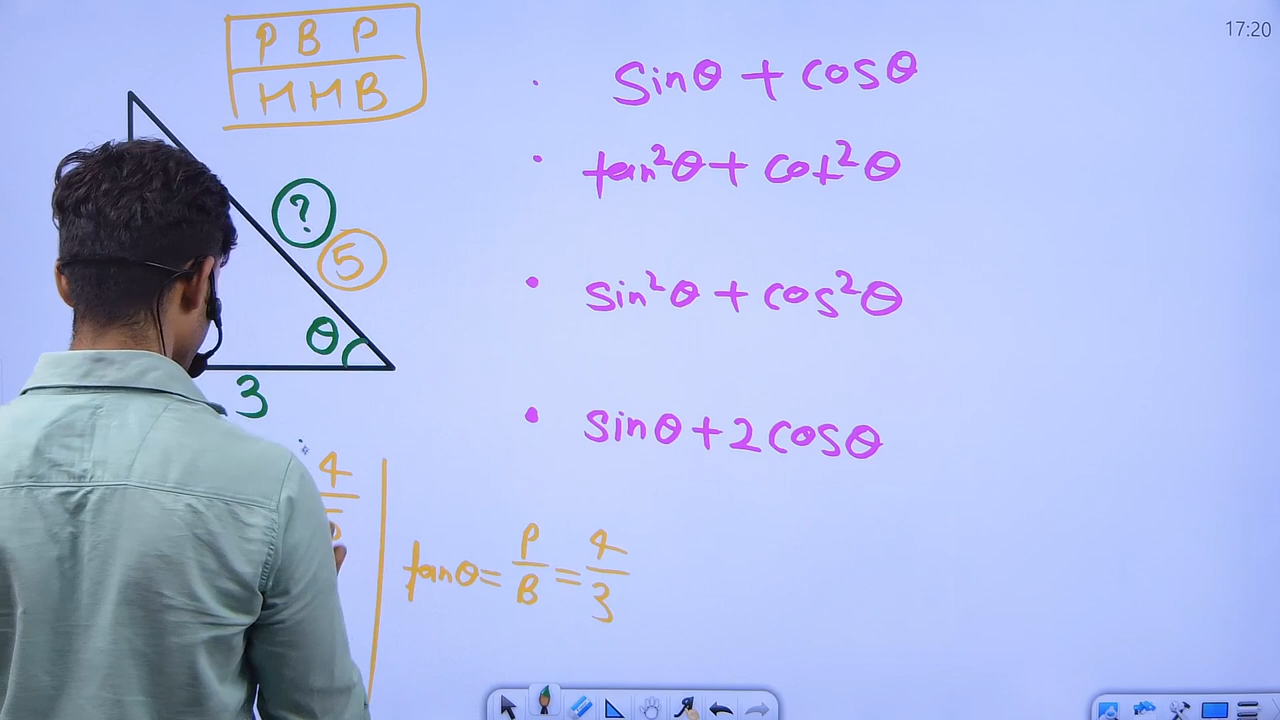 17:20
P B P
H H B
sinθ + cosθ
tan²θ + cot²θ
?
5
sin²θ + cos²θ
θ
3
sinθ + 2cosθ
4
tanθ = P/B = 4/3